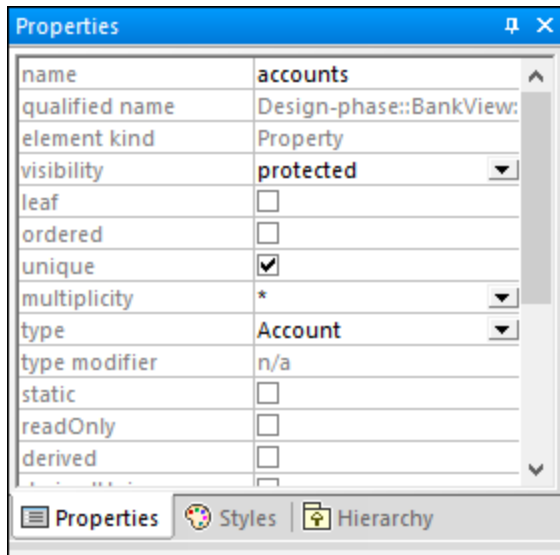 Properties
name accounts
qualified name Design-phase::BankView:
element kind Property
visibility protected
leaf
ordered
unique
multiplicity *
type Account
type modifier n/a
static
readOnly
derived
Properties Styles Hierarchy